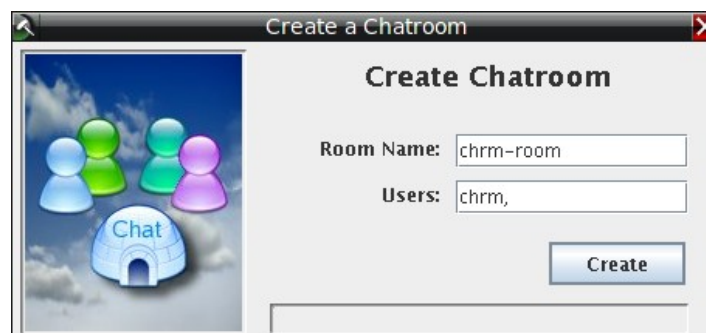 Create a Chatroom
Create Chatroom
Room Name: chrm-room
Users: chrm,
Chat
Create